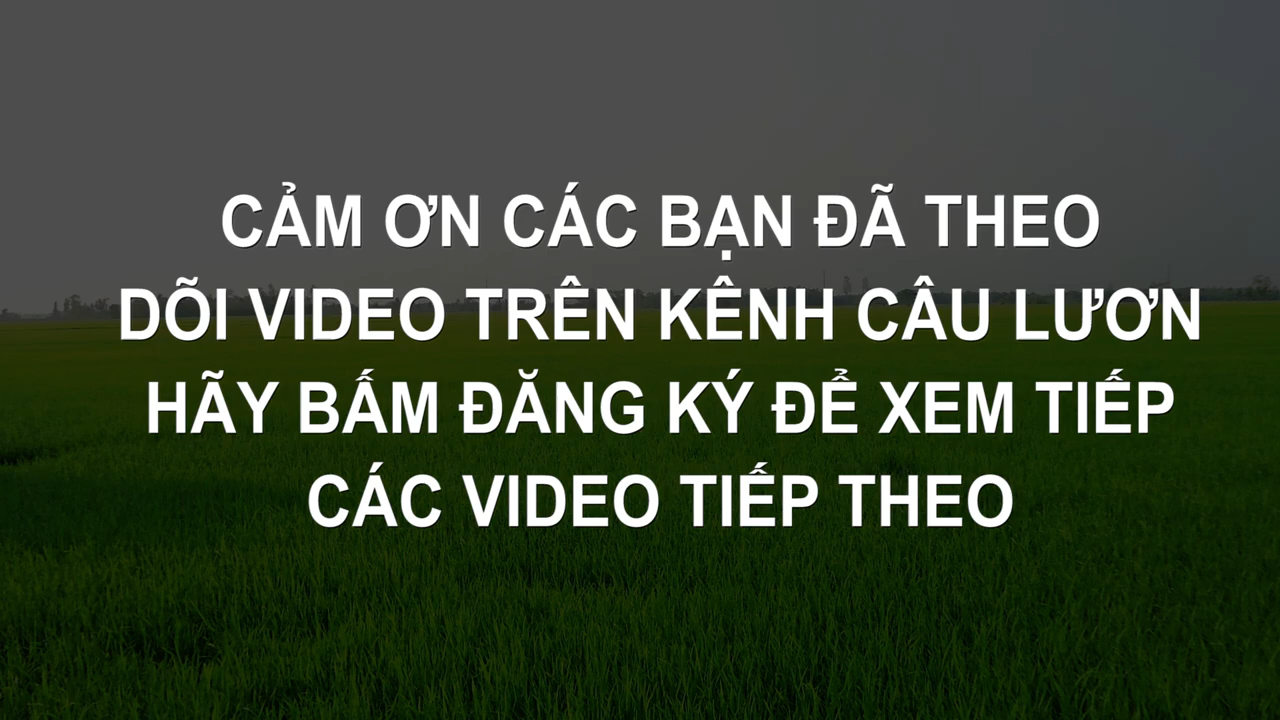 CẢM ƠN CÁC BẠN ĐÃ THEO
DÕI VIDEO TRÊN KÊNH CÂU LƯƠN
HÃY BẤM ĐĂNG KÝ ĐỂ XEM TIẾP
CÁC VIDEO TIẾP THEO